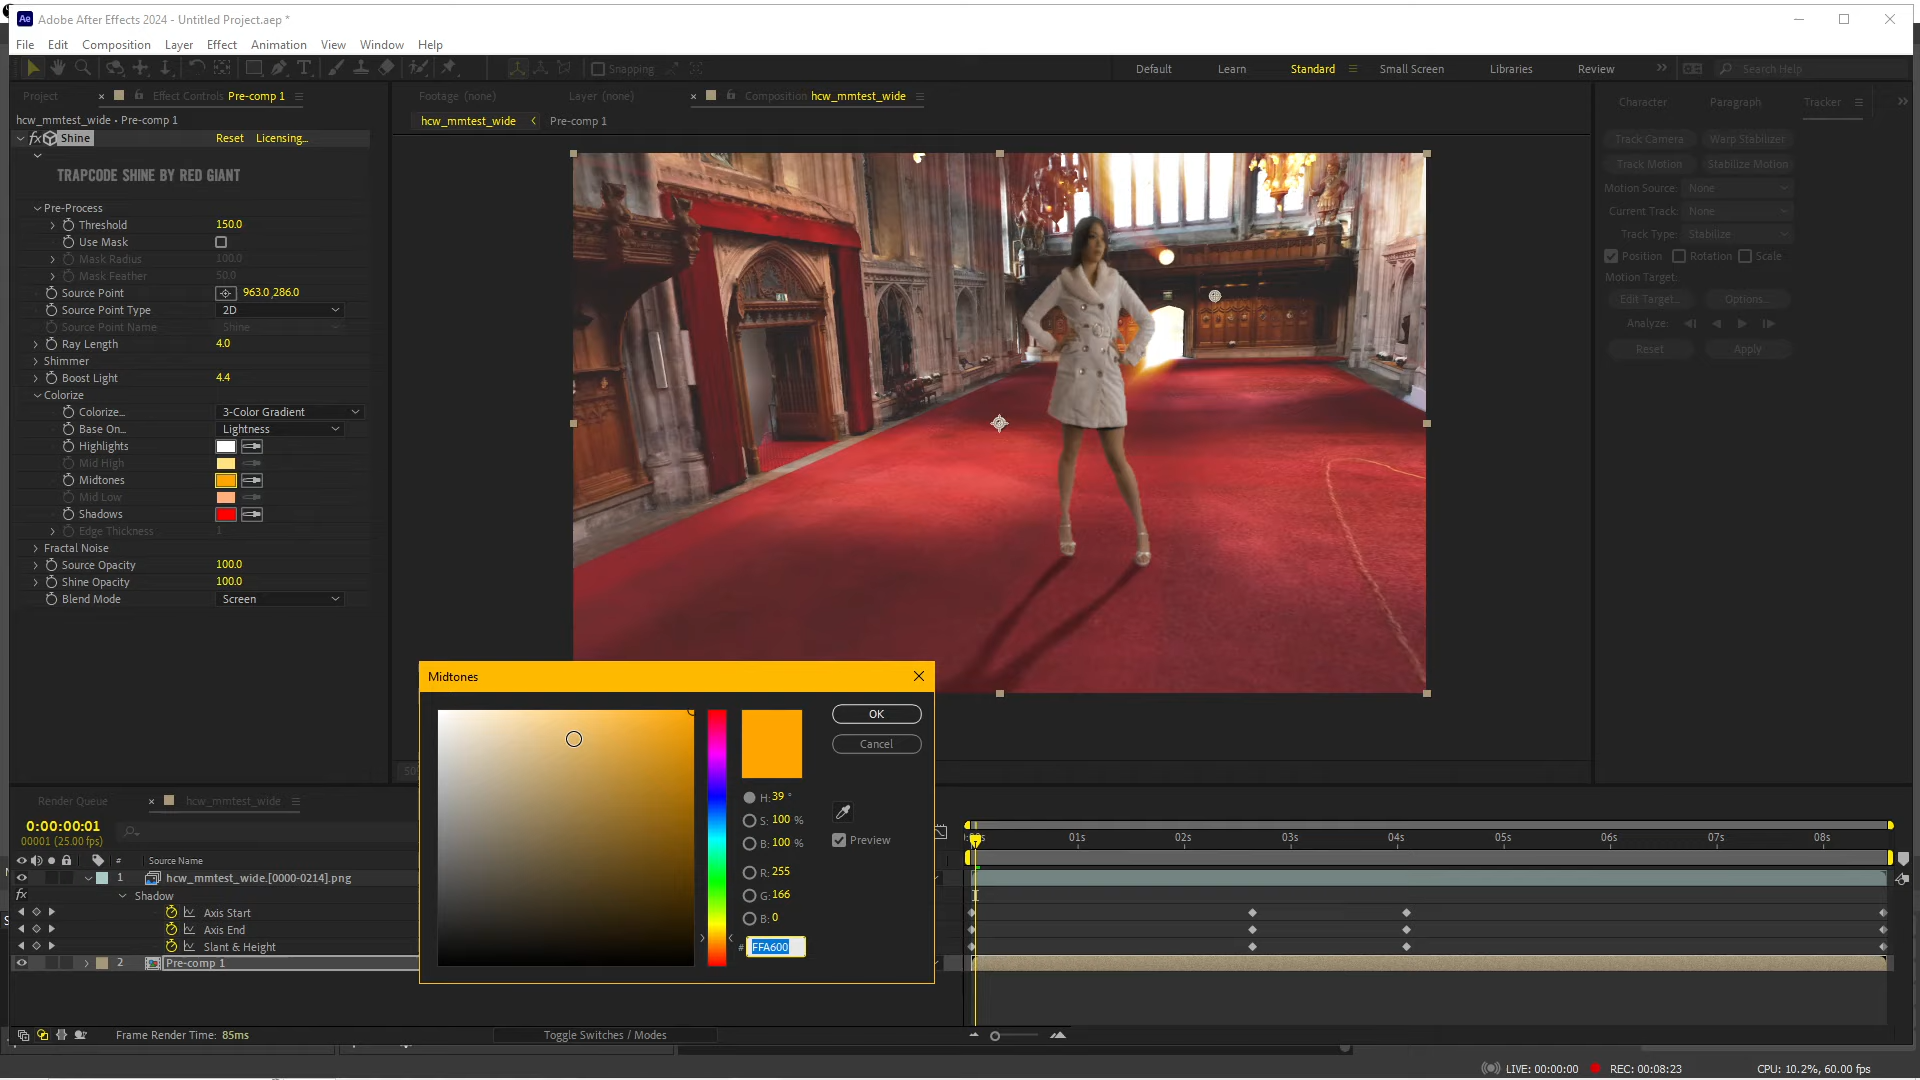 Adobe After Effects 2024 - Untitled Project.aep *
File Edit Composition Layer Effect Animation View Window Help
Snapping
Default Learn Standard Small Screen Libraries Review Search Help
Project Effect Controls Pre-comp 1
Footage (none) Layer (none) Composition hcw_mmtest_wide
Character Paragraph Tracker
hcw_mmtest_wide • Pre-comp 1
hcw_mmtest_wide Pre-comp 1
fx Shine Reset Licensing...
TRAPCODE SHINE BY RED GIANT
Pre-Process
Threshold 150.0
Use Mask
Mask Radius 100.0
Mask Feather 50.0
Source Point 963.0,286.0
Source Point Type 2D
Source Point Name Shine
Ray Length 4.0
Shimmer
Boost Light 4.4
Colorize
Colorize... 3-Color Gradient
Base On... Lightness
Highlights
Mid High
Midtones
Mid Low
Shadows
Edge Thickness 1
Fractal Noise
Source Opacity 100.0
Shine Opacity 100.0
Blend Mode Screen
Track Camera Warp Stabilizer
Track Motion Stabilize Motion
Motion Source: None
Current Track: None
Track Type: Stabilize
Position Rotation Scale
Motion Target:
Edit Target... Options...
Analyze:
Reset Apply
Midtones
OK
Cancel
H: 39 °
S: 100 %
B: 100 %
Preview
R: 255
G: 166
B: 0
# FFA600
Render Queue hcw_mmtest_wide
0:00:00:01
00001 (25.00 fps)
01s 02s 03s 04s 05s 06s 07s 08s
# Source Name
1 hcw_mmtest_wide.[0000-0214].png
fx Shadow
Axis Start
Axis End
Slant & Height
2 Pre-comp 1
Frame Render Time: 85ms Toggle Switches / Modes
LIVE: 00:00:00 REC: 00:08:23 CPU: 10.2%, 60.00 fps